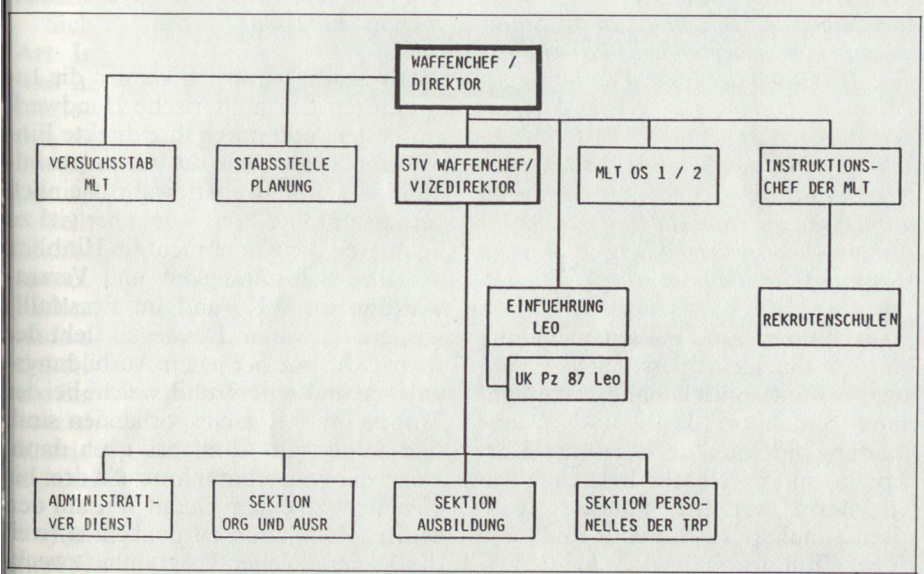 WAFFENCHEF /
DIREKTOR
VERSUCHSSTAB
MLT
STABSSTELLE
PLANUNG
STV WAFFENCHEF/
VIZEDIREKTOR
MLT OS 1 / 2
INSTRUKTIONS-
CHEF DER MLT
EINFUEHRUNG
LEO
UK Pz 87 Leo
REKRUTENSCHULEN
ADMINISTRATI-
VER DIENST
SEKTION
ORG UND AUSR
SEKTION
AUSBILDUNG
SEKTION PERSO-
NELLES DER TRP